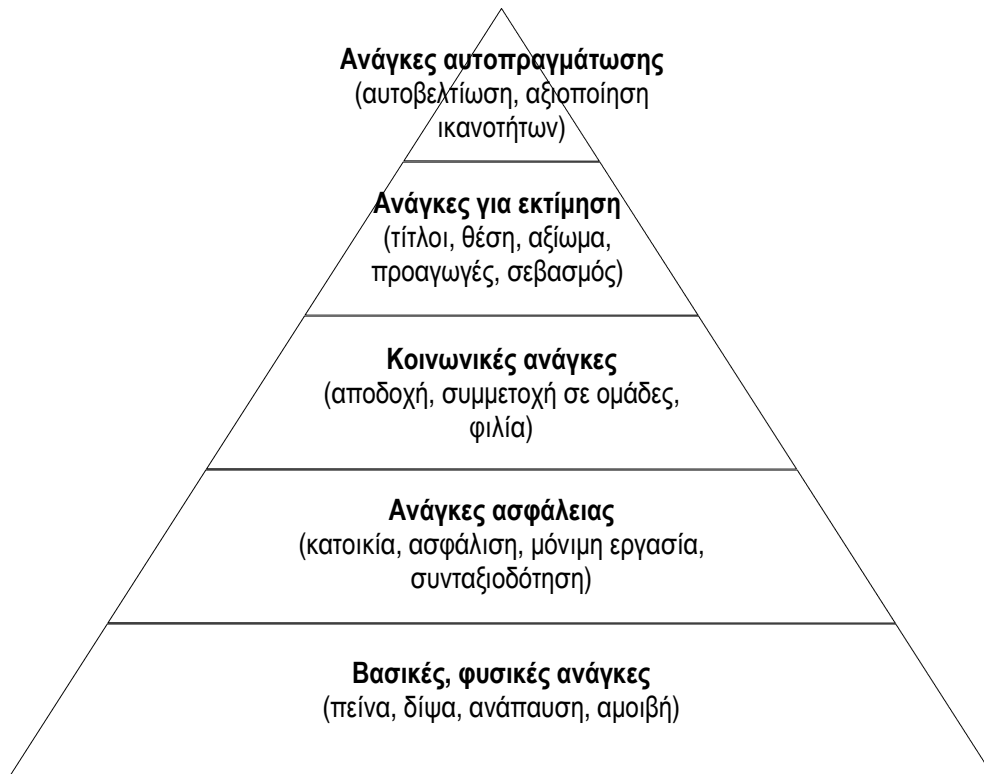 Ανάγκες αυτοπραγμάτωσης
(αυτοβελτίωση, αξιοποίηση
ικανοτήτων)
Ανάγκες για εκτίμηση
(τίτλοι, θέση, αξίωμα,
προαγωγές, σεβασμός)
Κοινωνικές ανάγκες
(αποδοχή, συμμετοχή σε ομάδες,
φιλία)
Ανάγκες ασφάλειας
(κατοικία, ασφάλιση, μόνιμη εργασία,
συνταξιοδότηση)
Βασικές, φυσικές ανάγκες
(πείνα, δίψα, ανάπαυση, αμοιβή)